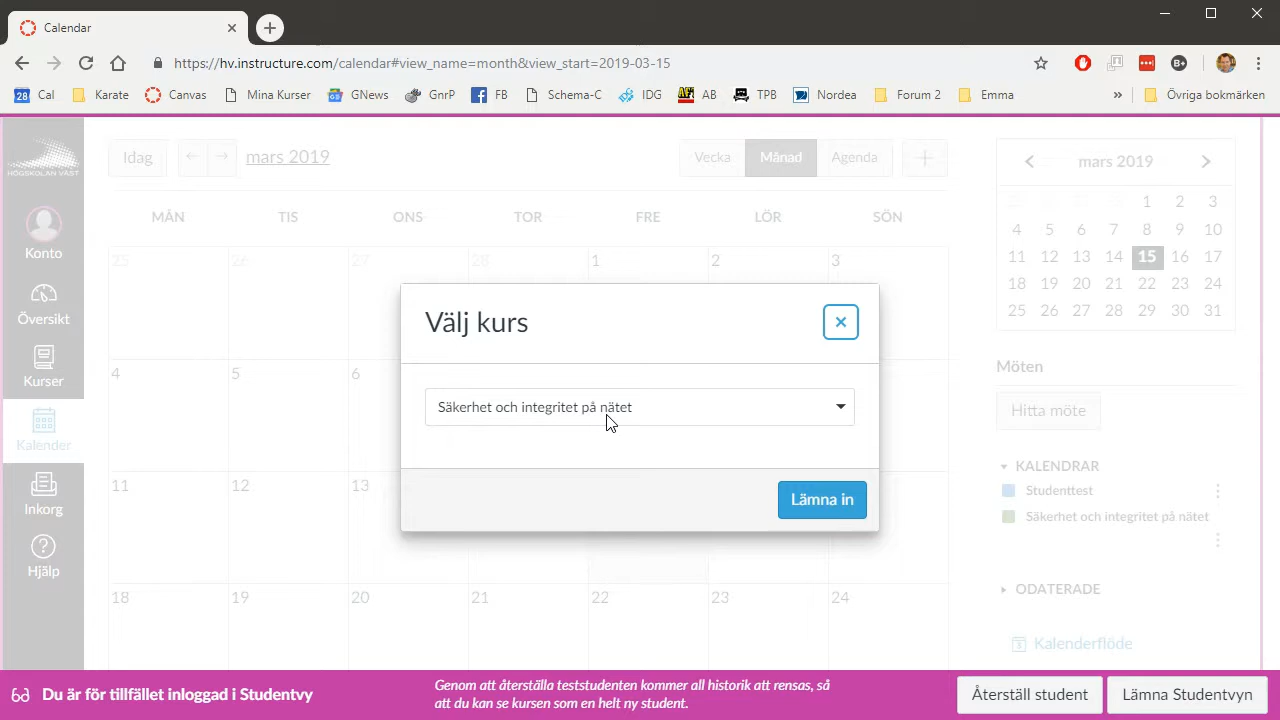 Calendar
https://hv.instructure.com/calendar#view_name=month&view_start=2019-03-15
28 Cal Karate Canvas Mina Kurser GNews GnrP FB Schema-C IDG AB TPB Nordea Forum 2 Emma » Övriga bokmärken
HÖGSKOLAN VÄST
Konto
Översikt
Kurser
Kalender
Inkorg
Hjälp
Idag mars 2019 Vecka Månad Agenda
MÅN TIS ONS TOR FRE LÖR SÖN
25 26 27 28 1 2 3
4 5 6
11 12 13
18 19 20 21 22 23 24
Välj kurs
Säkerhet och integritet på nätet
Lämna in
mars 2019
1 2 3
4 5 6 7 8 9 10
11 12 13 14 15 16 17
18 19 20 21 22 23 24
25 26 27 28 29 30 31
Möten
Hitta möte
KALENDRAR
Studenttest
Säkerhet och integritet på nätet
ODATERADE
Kalenderflöde
Du är för tillfället inloggad i Studentvy
Genom att återställa teststudenten kommer all historik att rensas, så
att du kan se kursen som en helt ny student.
Återställ student
Lämna Studentvyn